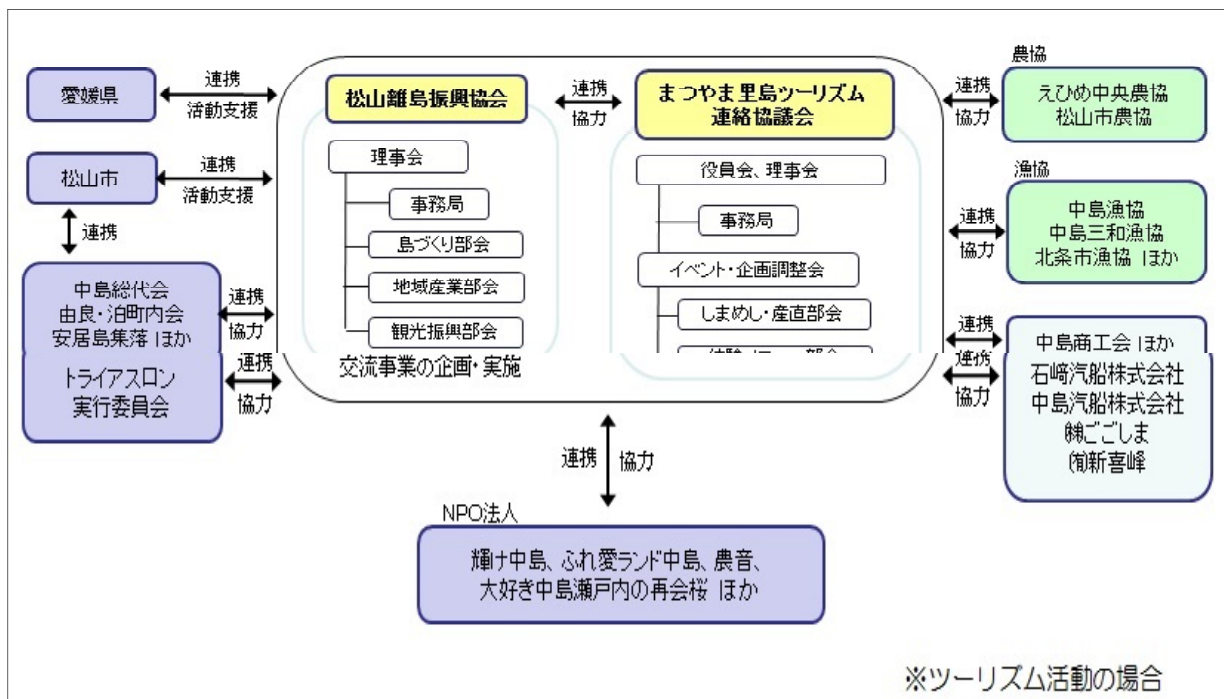 愛媛県
連携
活動支援
松山市
連携
活動支援
連携
中島総代会
由良・泊町内会
安居島集落 ほか
連携
協力
トライアスロン
実行委員会
連携
協力
松山離島振興協会
理事会
事務局
島づくり部会
地域産業部会
観光振興部会
交流事業の企画・実施
連携
協力
まつやま里島ツーリズム
連絡協議会
役員会、理事会
事務局
イベント・企画調整会
しまめし・産直部会
連携
協力
農協
えひめ中央農協
松山市農協
連携
協力
漁協
中島漁協
中島三和漁協
北条市漁協 ほか
連携
連携
協力
中島商工会 ほか
石﨑汽船株式会社
中島汽船株式会社
㈱ごごしま
㈲新喜峰
連携
協力
NPO法人
輝け中島、ふれ愛ランド中島、農音、
大好き中島瀬戸内の再会桜 ほか
※ツーリズム活動の場合